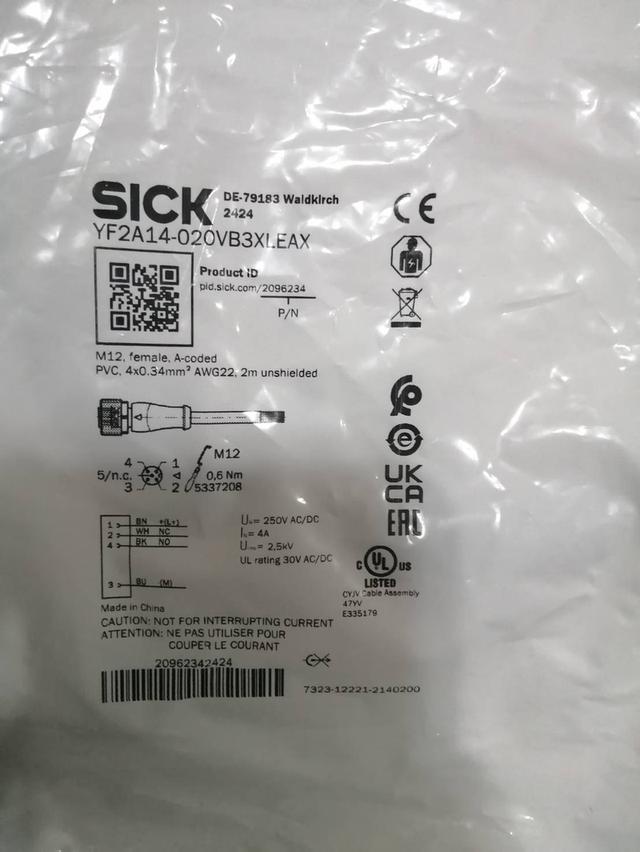 SICK
DE-79183 Waldkirch
2424
YF2A14-020VB3XLEAX
Product ID
pid.sick.com/2096234
P/N
M12, female, A-coded
PVC, 4x0.34mm² AWG22, 2m unshielded
4 1
5/n.c.
3 2
M12
0,6 Nm
5337208
1 BN +(L+)
2 WH NC
4 BK NO
3 BU (M)
= 250V AC/DC
= 4A
= 2,5kV
UL rating 30V AC/DC
CE
e
UK
CA
EAC
C UL US
LISTED
CYJV Cable Assembly
47YV
E335179
Made in China
CAUTION: NOT FOR INTERRUPTING CURRENT
ATTENTION: NE PAS UTILISER POUR
COUPER LE COURANT
20962342424
7323-12221-2140200